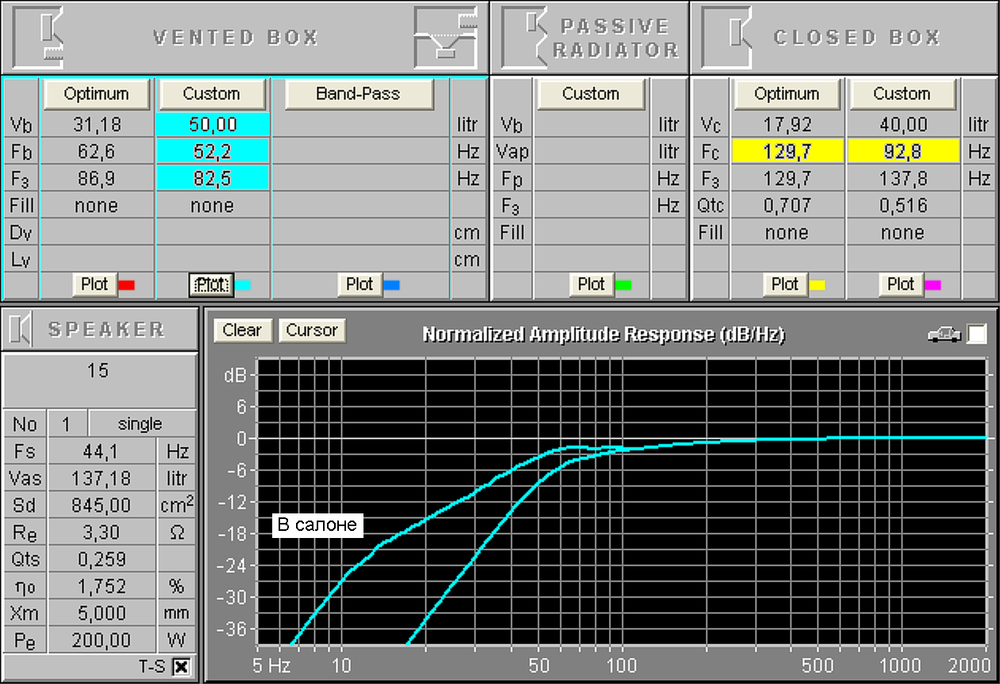 VENTED BOX
PASSIVE
RADIATOR
CLOSED BOX
Optimum Custom Band-Pass Custom Optimum Custom
Vb 31,18 50,00 litr Vb litr Vc 17,92 40,00 litr
Fb 62,6 52,2 Hz Vap litr Fc 129,7 92,8 Hz
F3 86,9 82,5 Hz Fp Hz F3 129,7 137,8 Hz
Fill none none F3 Hz Qtc 0,707 0,516
Dv cm Fill Fill none none
Lv cm
Plot Plot Plot Plot Plot Plot
SPEAKER
15
No 1 single
Fs 44,1 Hz
Vas 137,18 litr
Sd 845,00 cm2
Re 3,30 Ω
Qts 0,259
ηo 1,752 %
Xm 5,000 mm
Pe 200,00 W
T-S
Clear Cursor Normalized Amplitude Response (dB/Hz)
dB
6
0
-6
-12
В салоне
-18
-24
-30
-36
5 Hz 10 50 100 500 1000 2000